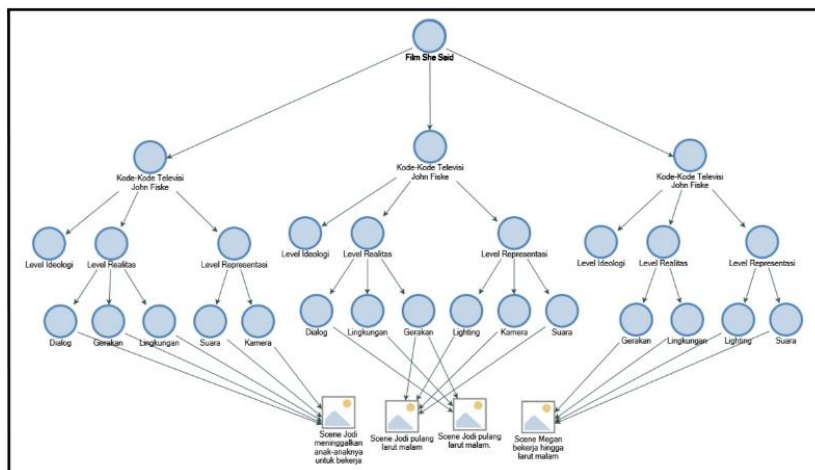 Film She Said
Kode-Kode Televisi
John Fiske
Kode-Kode Televisi
John Fiske
Kode-Kode Televisi
John Fiske
Level Ideologi
Level Realitas
Level Representasi
Level Ideologi
Level Realitas
Level Representasi
Level Ideologi
Level Realitas
Level Representasi
Dialog
Gerakan
Lingkungan
Suara
Kamera
Dialog
Lingkungan
Gerakan
Lighting
Kamera
Suara
Gerakan
Lingkungan
Lighting
Suara
Scene Jodi
meninggalkan
anak-anaknya
untuk bekerja
Scene Jodi pulang
larut malam
Scene Jodi pulang
larut malam.
Scene Megan
bekerja hingga
larut malam